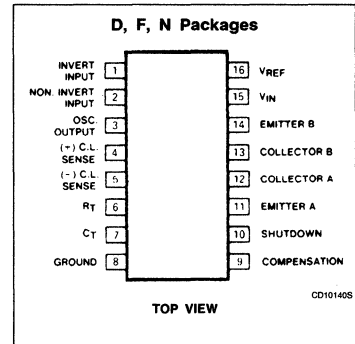 D, F, N Packages
INVERT
INPUT 1
NON. INVERT
INPUT 2
OSC.
OUTPUT 3
(+) C.L.
SENSE 4
(−) C.L.
SENSE 5
RT 6
CT 7
GROUND 8
16 VREF
15 VIN
14 EMITTER B
13 COLLECTOR B
12 COLLECTOR A
11 EMITTER A
10 SHUTDOWN
9 COMPENSATION
CD10140S
TOP VIEW